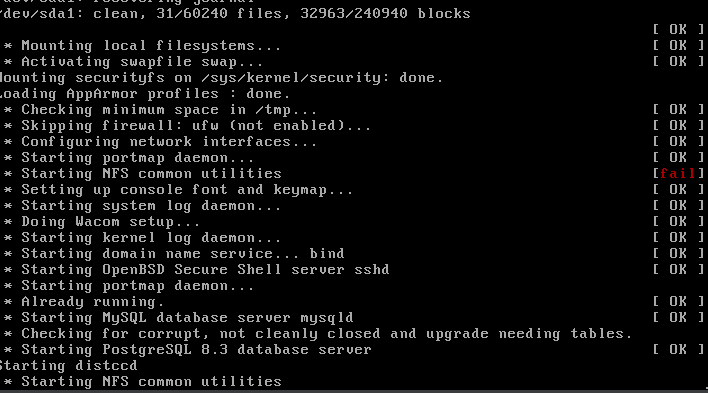 /dev/sda1: recovering journal
/dev/sda1: clean, 31/60240 files, 32963/240940 blocks
[ OK ]
* Mounting local filesystems... [ OK ]
* Activating swapfile swap... [ OK ]
Mounting securityfs on /sys/kernel/security: done.
Loading AppArmor profiles : done.
* Checking minimum space in /tmp... [ OK ]
* Skipping firewall: ufw (not enabled)... [ OK ]
* Configuring network interfaces... [ OK ]
* Starting portmap daemon... [ OK ]
* Starting NFS common utilities [fail]
* Setting up console font and keymap... [ OK ]
* Starting system log daemon... [ OK ]
* Doing Wacom setup... [ OK ]
* Starting kernel log daemon... [ OK ]
* Starting domain name service... bind [ OK ]
* Starting OpenBSD Secure Shell server sshd [ OK ]
* Starting portmap daemon...
* Already running. [ OK ]
* Starting MySQL database server mysqld [ OK ]
* Checking for corrupt, not cleanly closed and upgrade needing tables.
* Starting PostgreSQL 8.3 database server [ OK ]
Starting distccd
* Starting NFS common utilities